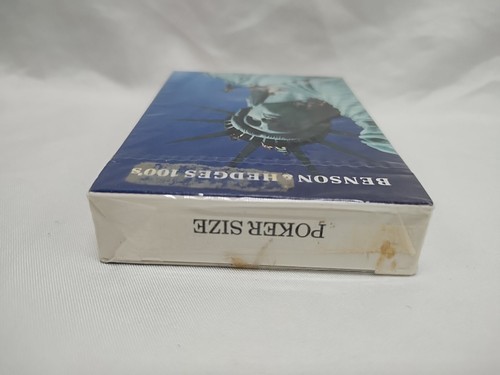 BENSON & HEDGES 100's
POKER SIZE